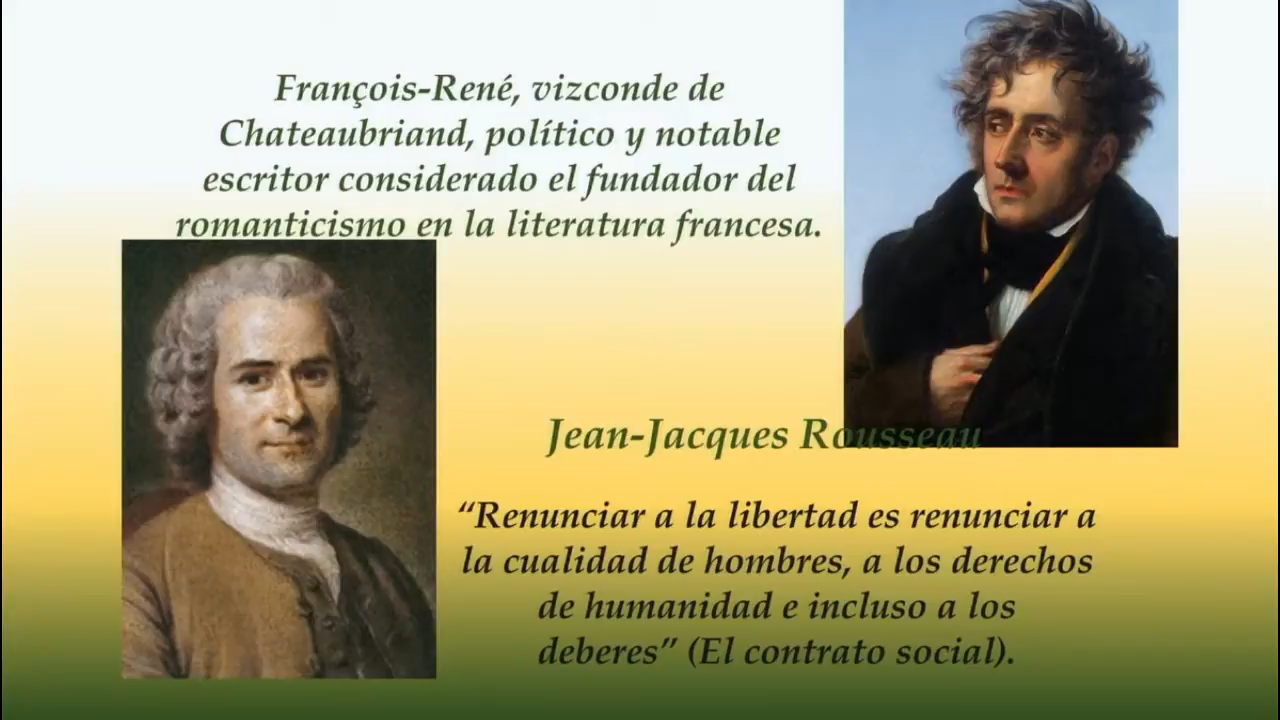 François-René, vizconde de
Chateaubriand, político y notable
escritor considerado el fundador del
romanticismo en la literatura francesa.
Jean-Jacques Rousseau
“Renunciar a la libertad es renunciar a
la cualidad de hombres, a los derechos
de humanidad e incluso a los
deberes” (El contrato social).